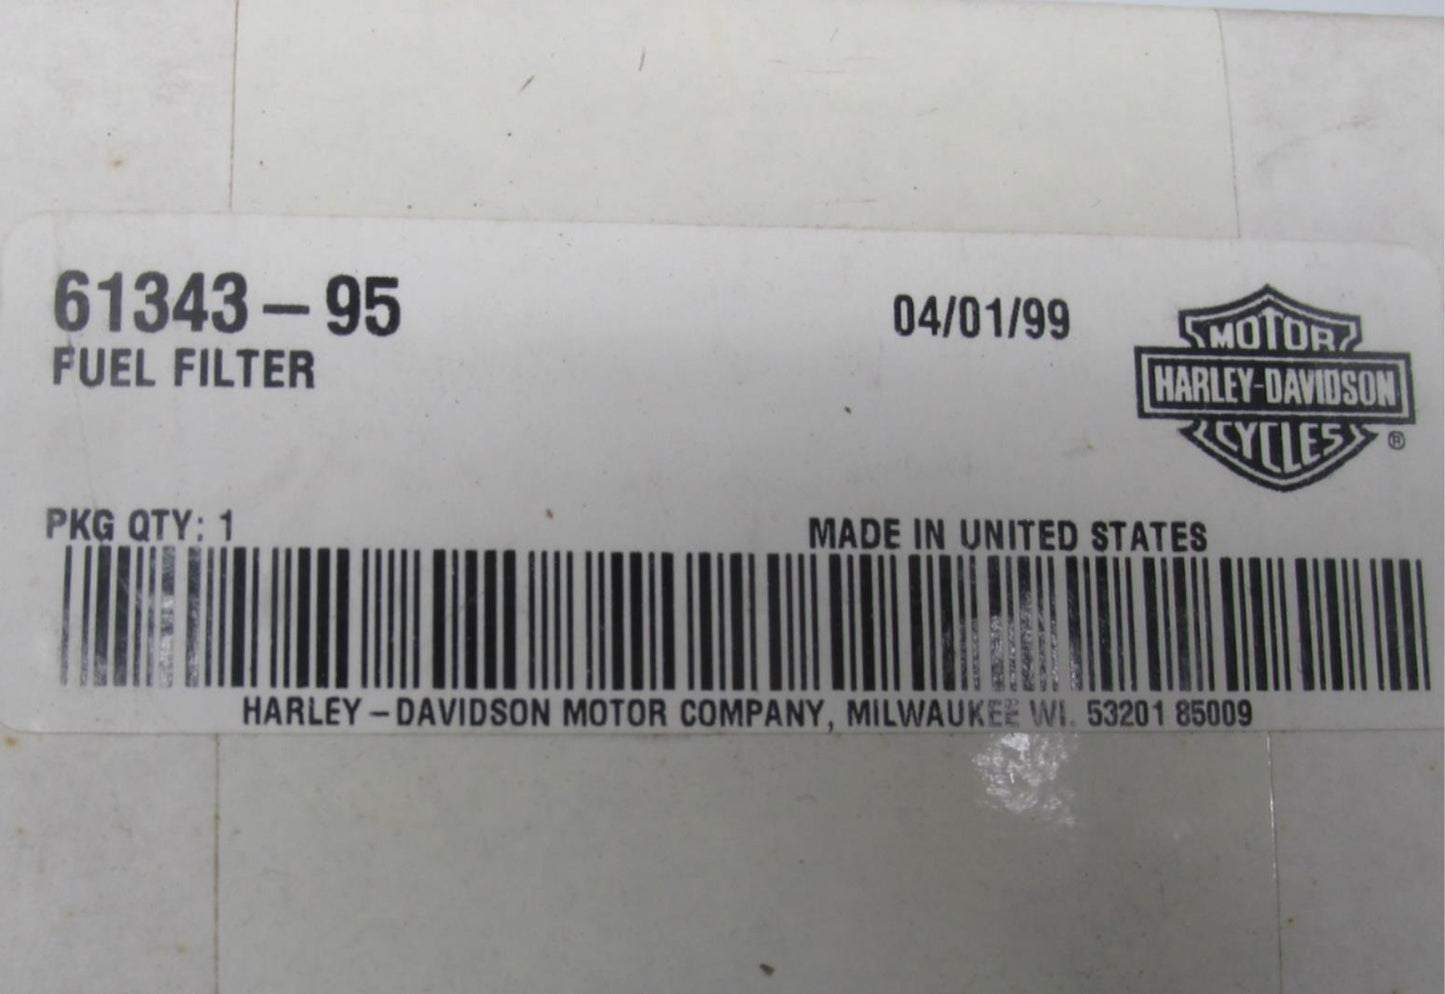 61343-95
04/01/99
FUEL FILTER
MOTOR
HARLEY-DAVIDSON
CYCLES
®
PKG QTY: 1
MADE IN UNITED STATES
HARLEY-DAVIDSON MOTOR COMPANY, MILWAUKEE WI. 53201 85009